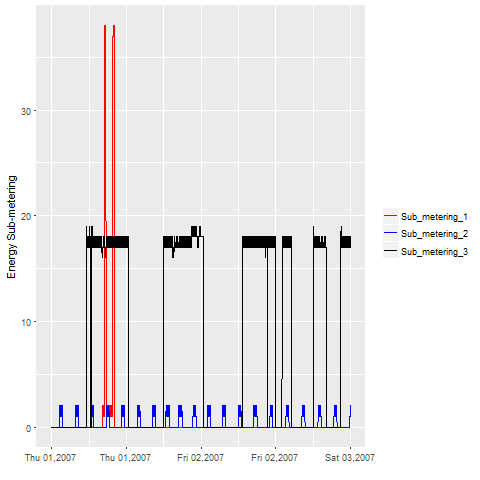 Energy Sub-metering
30
20
10
0
Thu 01,2007 Thu 01,2007 Fri 02,2007 Fri 02,2007 Sat 03,2007
Sub_metering_1
Sub_metering_2
Sub_metering_3